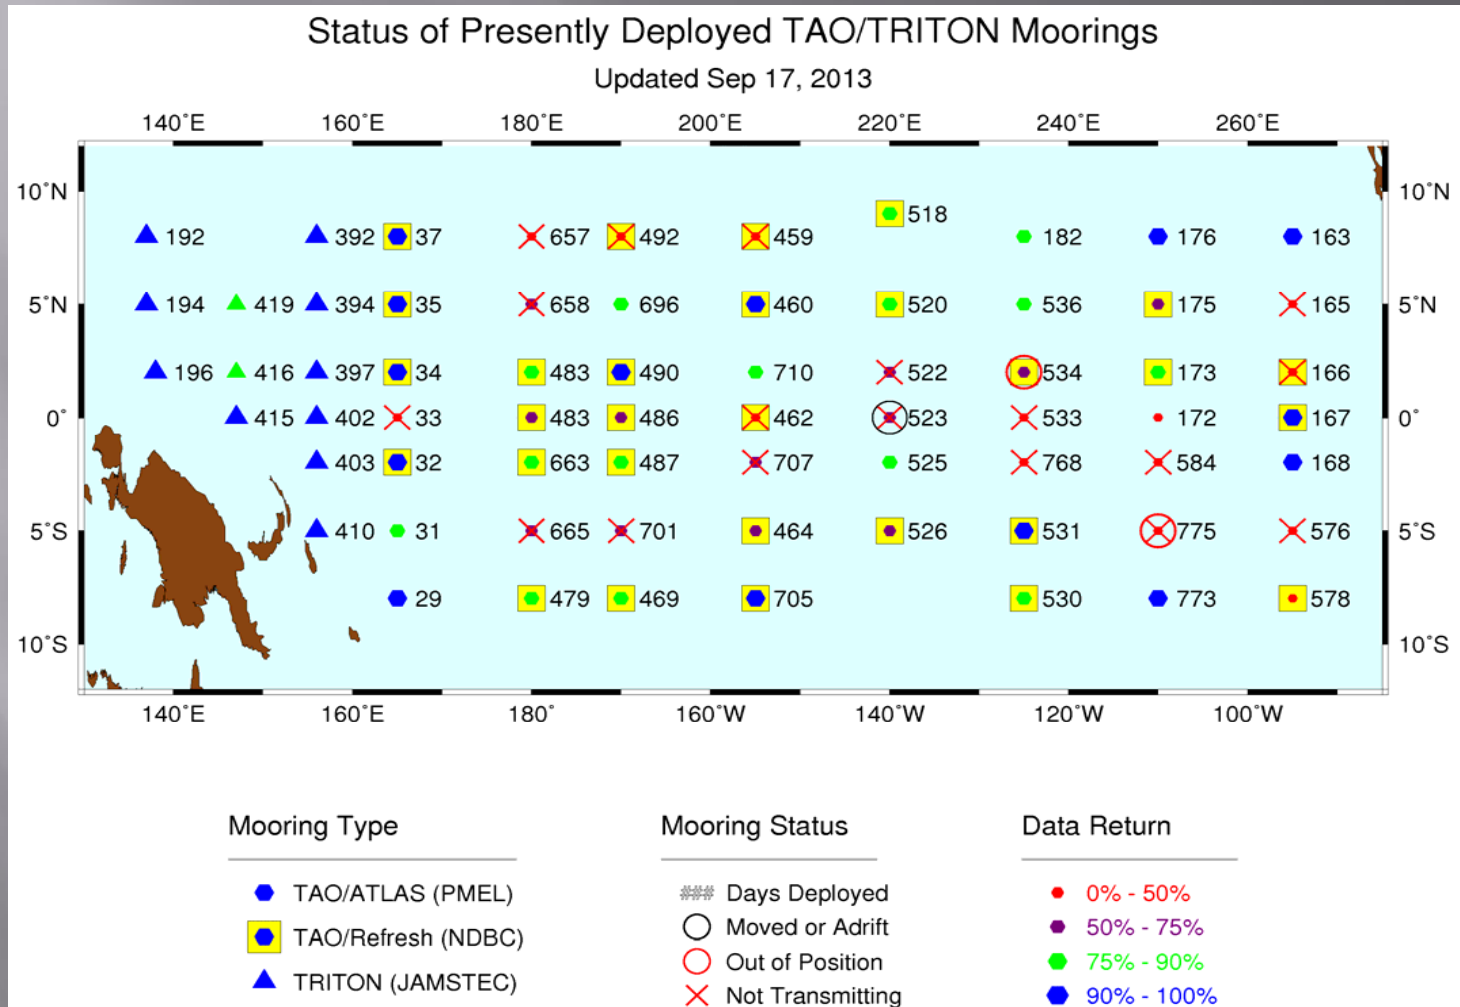 Status of Presently Deployed TAO/TRITON Moorings
Updated Sep 17, 2013
140˚E 160˚E 180˚E 200˚E 220˚E 240˚E 260˚E
10˚N 10˚N
518
192 392 37 657 492 459 182 176 163
5˚N 194 419 394 35 658 696 460 520 536 175 165 5˚N
196 416 397 34 483 490 710 522 534 173 166
0˚ 415 402 33 483 486 462 523 533 172 167 0˚
403 32 663 487 707 525 768 584 168
5˚S 410 31 665 701 464 526 531 775 576 5˚S
29 479 469 705 530 773 578
10˚S 10˚S
140˚E 160˚E 180˚ 160˚W 140˚W 120˚W 100˚W
Mooring Type
TAO/ATLAS (PMEL)
TAO/Refresh (NDBC)
TRITON (JAMSTEC)
Mooring Status
### Days Deployed
Moved or Adrift
Out of Position
Not Transmitting
Data Return
0% - 50%
50% - 75%
75% - 90%
90% - 100%